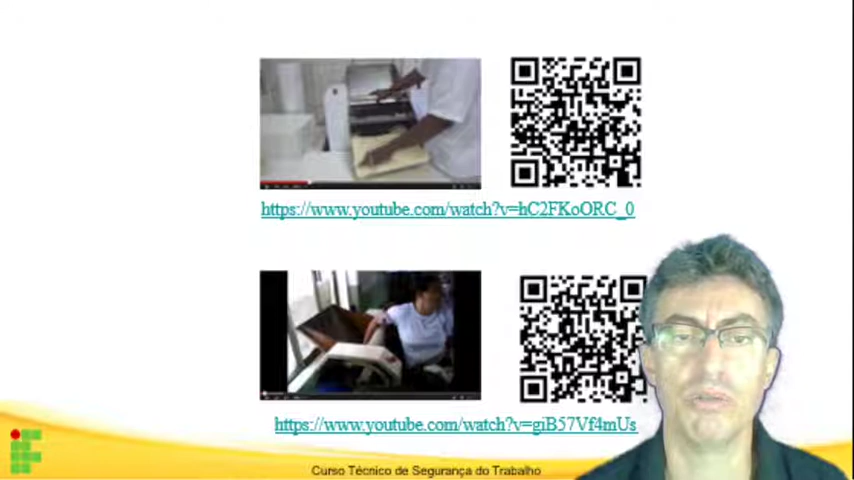 https://www.youtube.com/watch?v=hC2FKoORC_0
https://www.youtube.com/watch?v=giB57Vf4mUs
Curso Técnico de Segurança do Trabalho